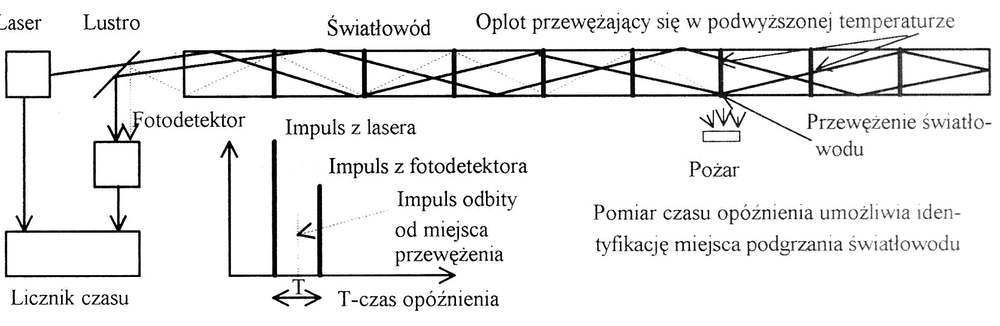 Laser
Lustro
Światłowód
Oplot przewężający się w podwyższonej temperaturze
Fotodetektor
Impuls z lasera
Przewężenie światło-
wodu
Impuls z fotodetektora
Pożar
Impuls odbity
od miejsca
przewężenia
Pomiar czasu opóźnienia umożliwia iden-
tyfikację miejsca podgrzania światłowodu
T
Licznik czasu
T-czas opóźnienia